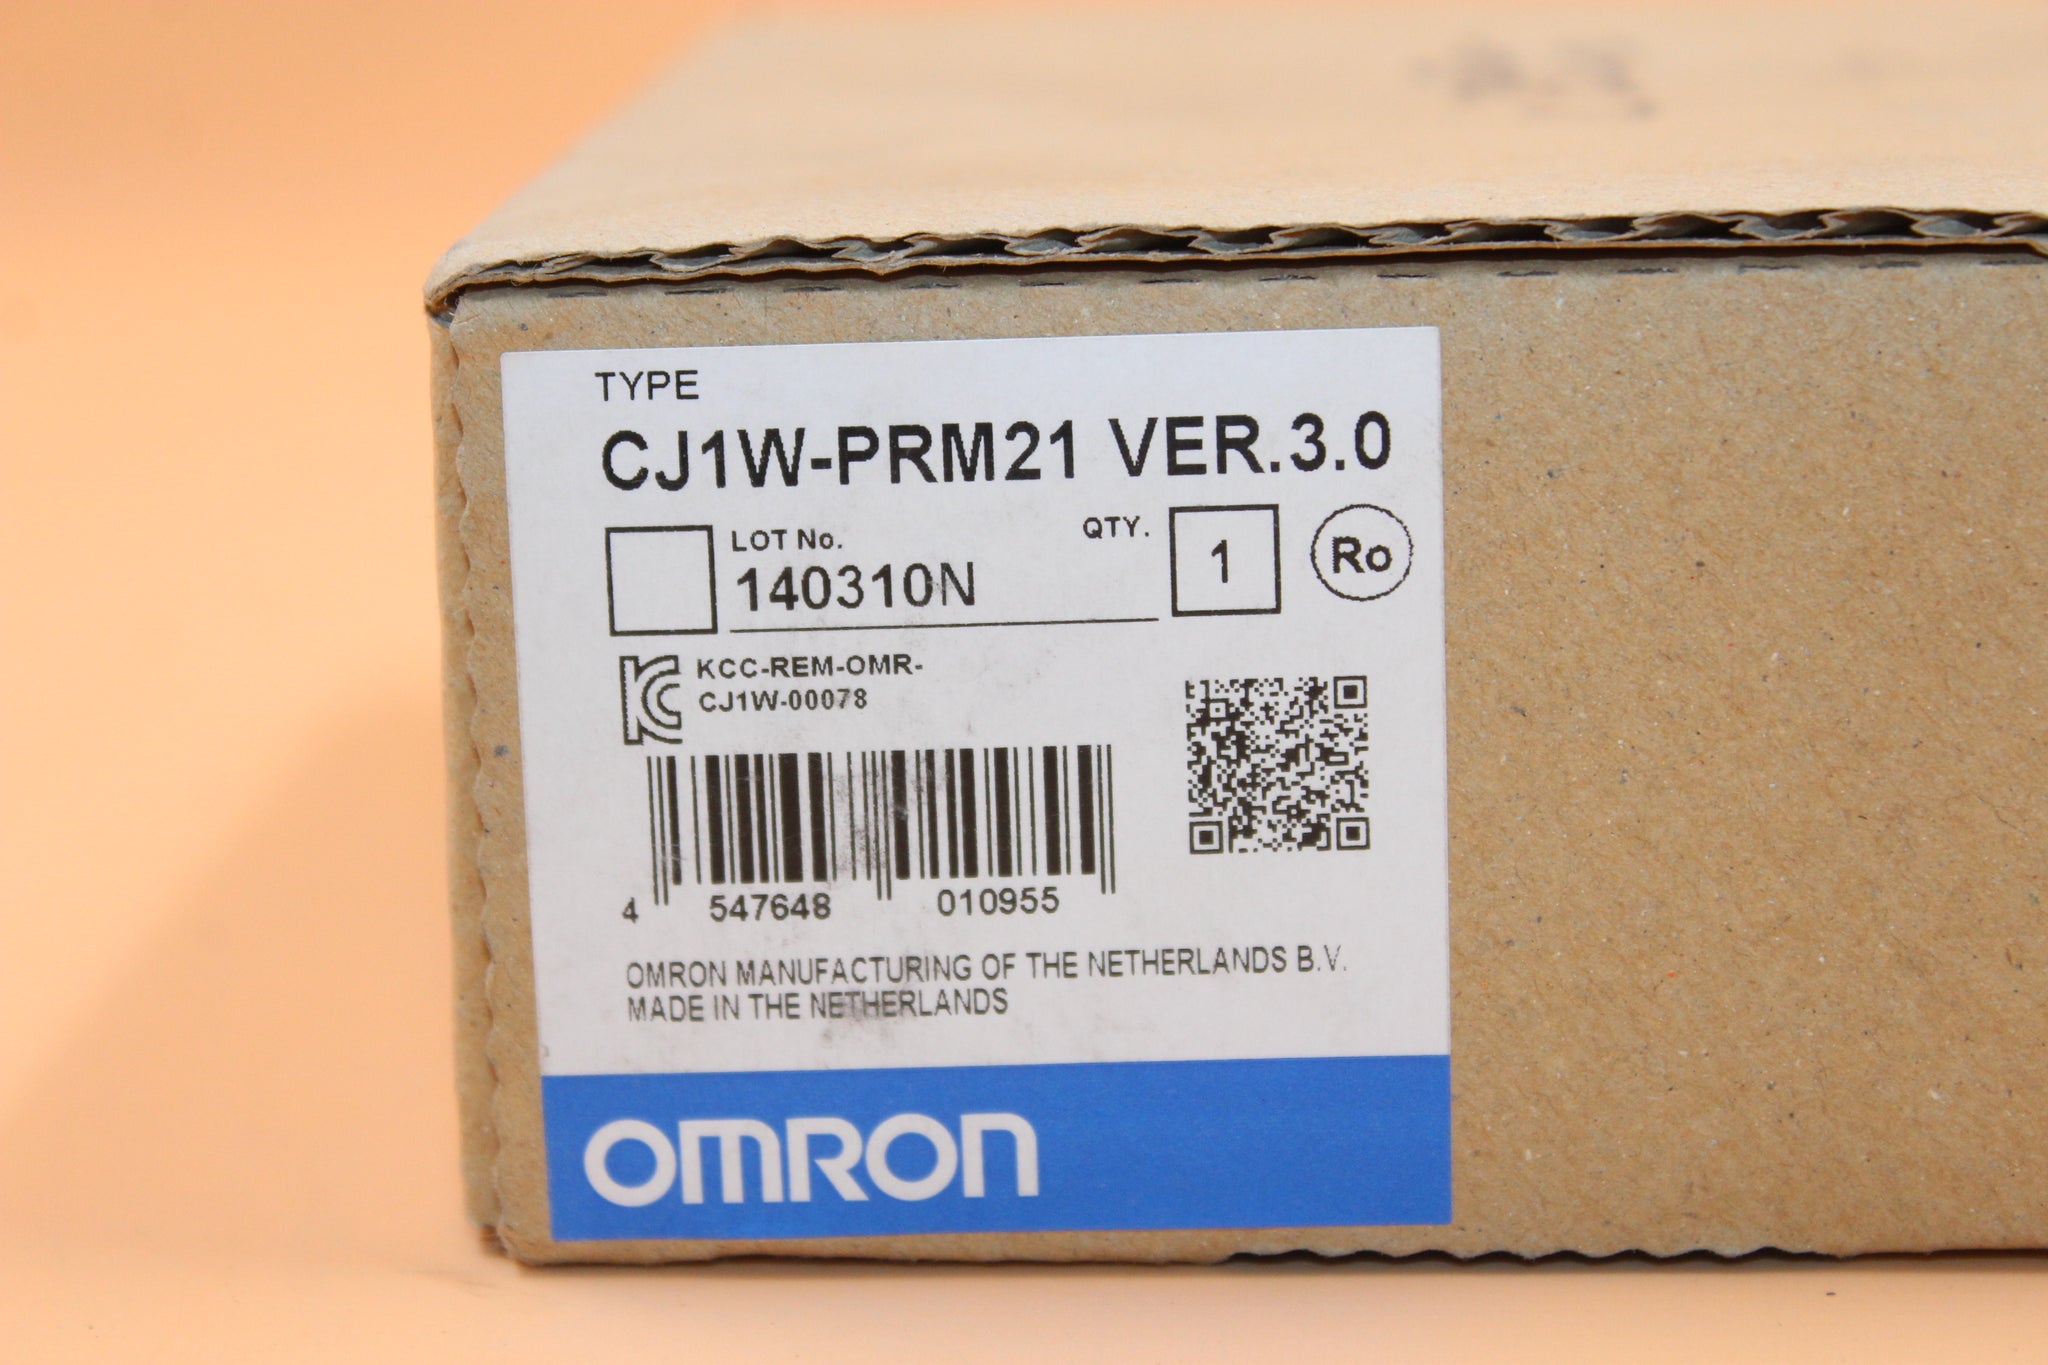 TYPE
CJ1W-PRM21 VER.3.0
LOT No.
140310N
QTY.
1
Ro
KCC-REM-OMR-
CJ1W-00078
4 547648 010955
OMRON MANUFACTURING OF THE NETHERLANDS B.V.
MADE IN THE NETHERLANDS
OMRON